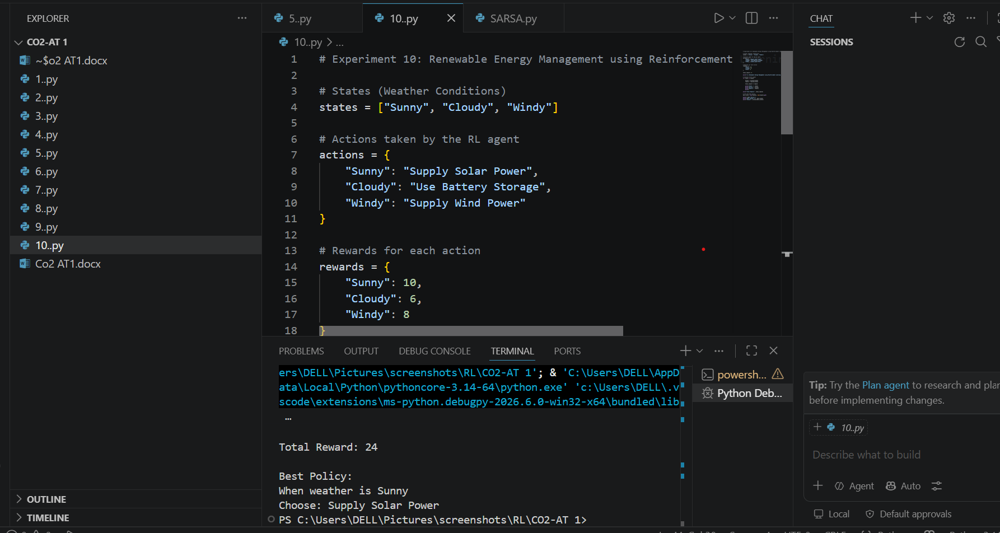 EXPLORER
CO2-AT 1
~$o2 AT1.docx
1..py
2..py
3..py
4..py
5..py
6..py
7..py
8..py
9..py
10..py
Co2 AT1.docx
OUTLINE
TIMELINE
5..py
10..py
SARSA.py
10..py > ...
1 # Experiment 10: Renewable Energy Management using Reinforcement
2
3 # States (Weather Conditions)
4 states = ["Sunny", "Cloudy", "Windy"]
5
6 # Actions taken by the RL agent
7 actions = {
8 "Sunny": "Supply Solar Power",
9 "Cloudy": "Use Battery Storage",
10 "Windy": "Supply Wind Power"
11 }
12
13 # Rewards for each action
14 rewards = {
15 "Sunny": 10,
16 "Cloudy": 6,
17 "Windy": 8
18 }
PROBLEMS OUTPUT DEBUG CONSOLE TERMINAL PORTS
ers\DELL\Pictures\screenshots\RL\CO2-AT 1'; & 'C:\Users\DELL\AppD
ata\Local\Python\pythoncore-3.14-64\python.exe' 'c:\Users\DELL\.v
scode\extensions\ms-python.debugpy-2026.6.0-win32-x64\bundled\lib
…
Total Reward: 24
Best Policy:
When weather is Sunny
Choose: Supply Solar Power
PS C:\Users\DELL\Pictures\screenshots\RL\CO2-AT 1>
powersh...
Python Deb...
CHAT
SESSIONS
Tip: Try the Plan agent to research and plan
before implementing changes.
10..py
Describe what to build
Agent Auto
Local Default approvals